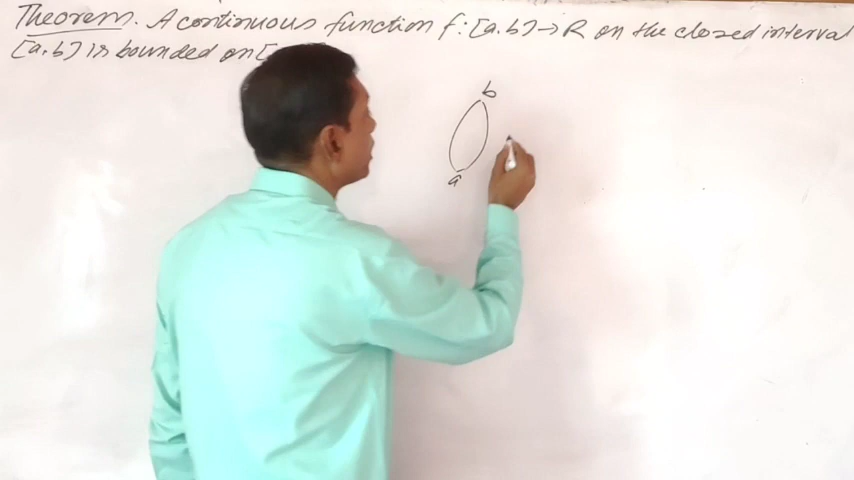 Theorem. A continuous function f: [a,b] → R on the closed interval
[a,b] is bounded on [
b
a